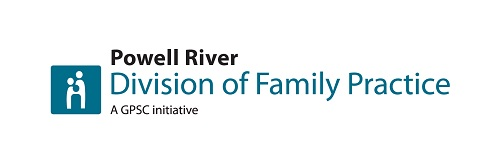 Powell River
Division of Family Practice
A GPSC initiative